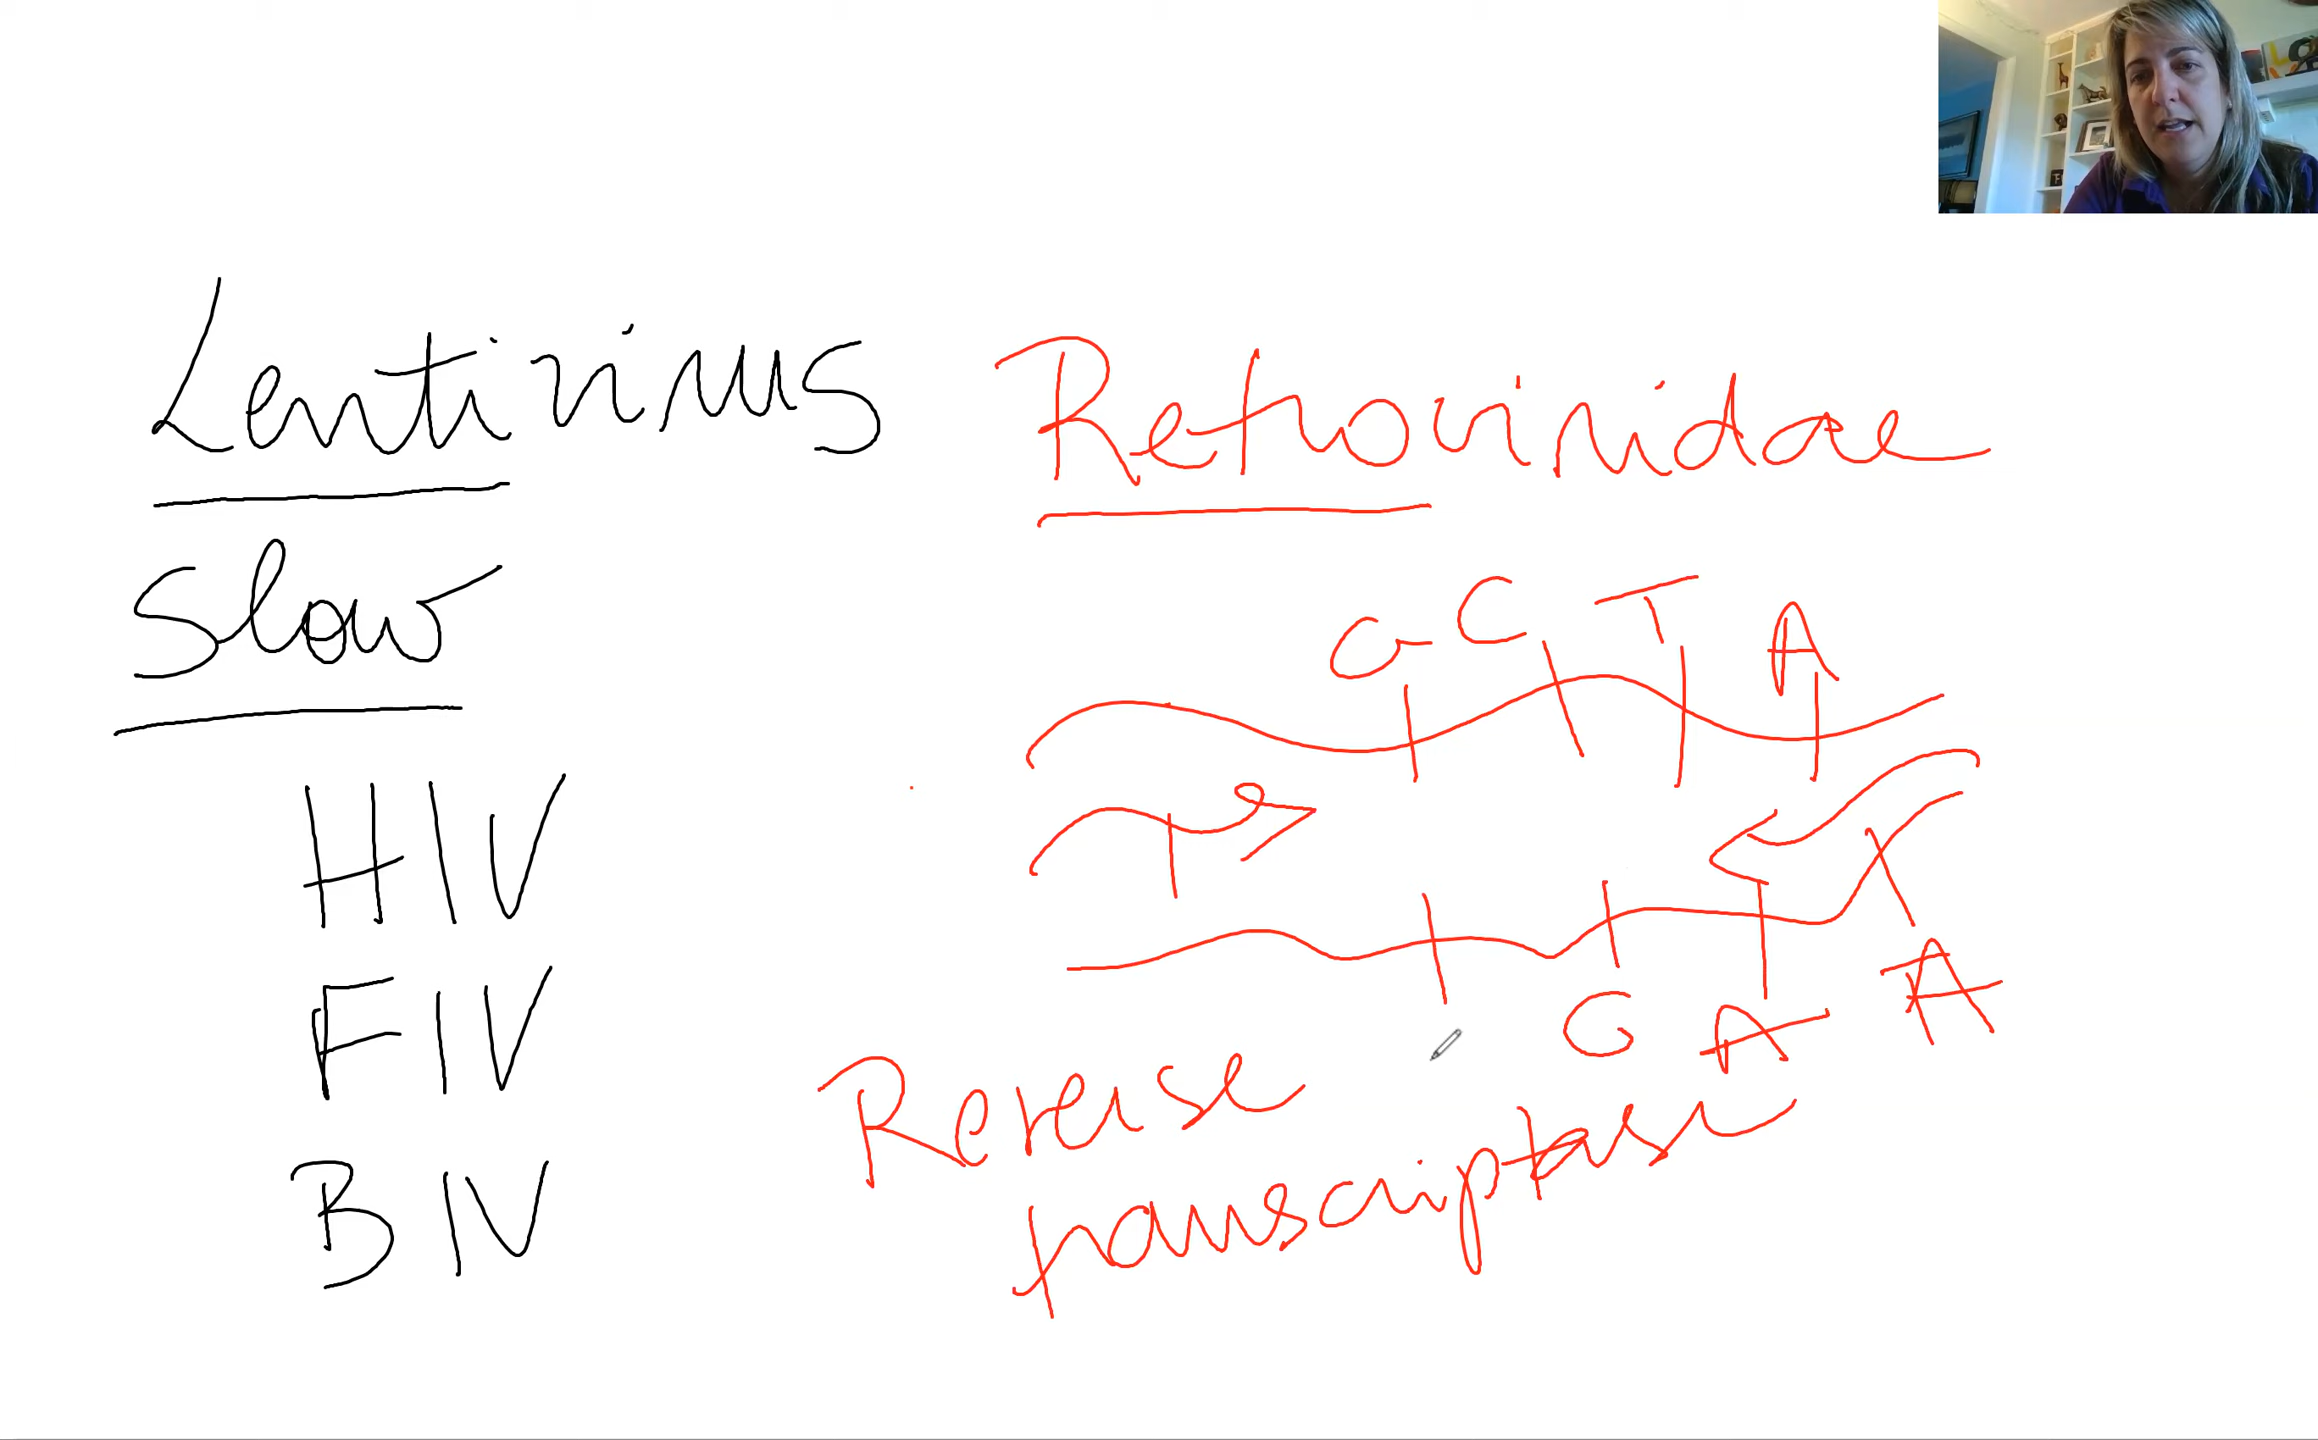 Lentivirus
Retroviridae
Slow
G C T A
HIV
FIV
G A A
BIV
Reverse
transcriptase